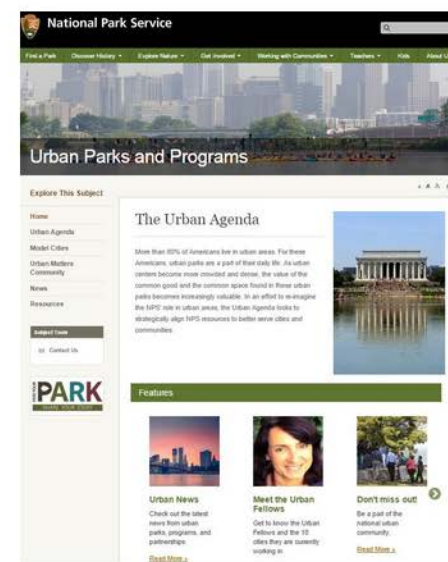 National Park Service
Find a Park Discover History Explore Nature Get Involved Working with Communities Teachers Kids About U
Urban Parks and Programs
Explore This Subject
Home
Urban Agenda
Model Cities
Urban Matters
Community
News
Resources
Subject Tools
Contact Us
PARK
The Urban Agenda
More than 80% of Americans live in urban areas. For these
Americans, urban parks are a part of their daily life. As urban
centers become more crowded and dense, the value of the
common good and the common space found in these urban
parks becomes increasingly valuable. In an effort to re-imagine
the NPS' role in urban areas, the Urban Agenda looks to
strategically align NPS resources to better serve cities and
communities.
Features
Urban News
Check out the latest
news from urban
parks, programs, and
partnerships.
Read More »
Meet the Urban
Fellows
Get to know the Urban
Fellows and the 10
cities they are currently
working in.
Don't miss out!
Be a part of the
national urban
community.
Read More »